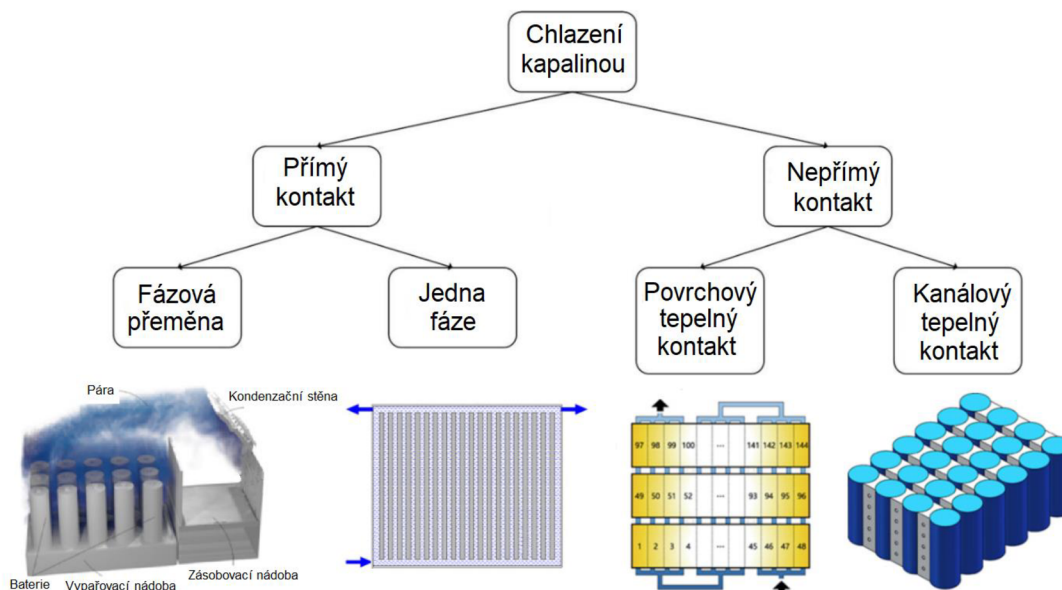 Chlazení
kapalinou
Přímý
kontakt
Nepřímý
kontakt
Fázová
přeměna
Jedna
fáze
Povrchový
tepelný
kontakt
Kanálový
tepelný
kontakt
Pára
Kondenzační stěna
Baterie
Vypařovací nádoba
Zásobovací nádoba
97 98 99 100 ... 141 142 143 144
49 50 51 52 ... 93 94 95 96
1 2 3 4 ... 45 46 47 48